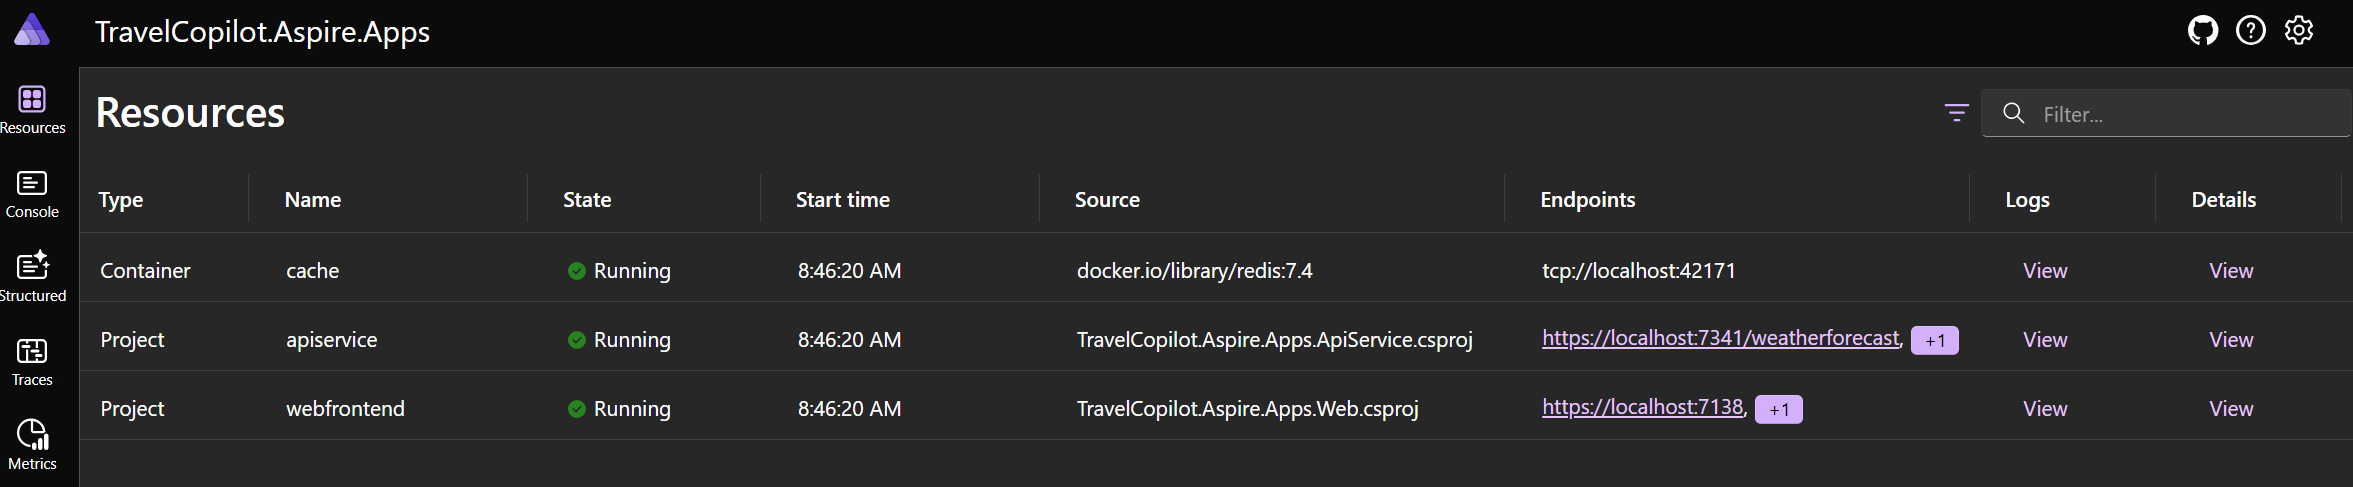 TravelCopilot.Aspire.Apps
Resources
Console
Structured
Traces
Metrics
Resources
Filter...
Type Name State Start time Source Endpoints Logs Details
Container cache Running 8:46:20 AM docker.io/library/redis:7.4 tcp://localhost:42171 View View
Project apiservice Running 8:46:20 AM TravelCopilot.Aspire.Apps.ApiService.csproj https://localhost:7341/weatherforecast, +1 View View
Project webfrontend Running 8:46:20 AM TravelCopilot.Aspire.Apps.Web.csproj https://localhost:7138, +1 View View